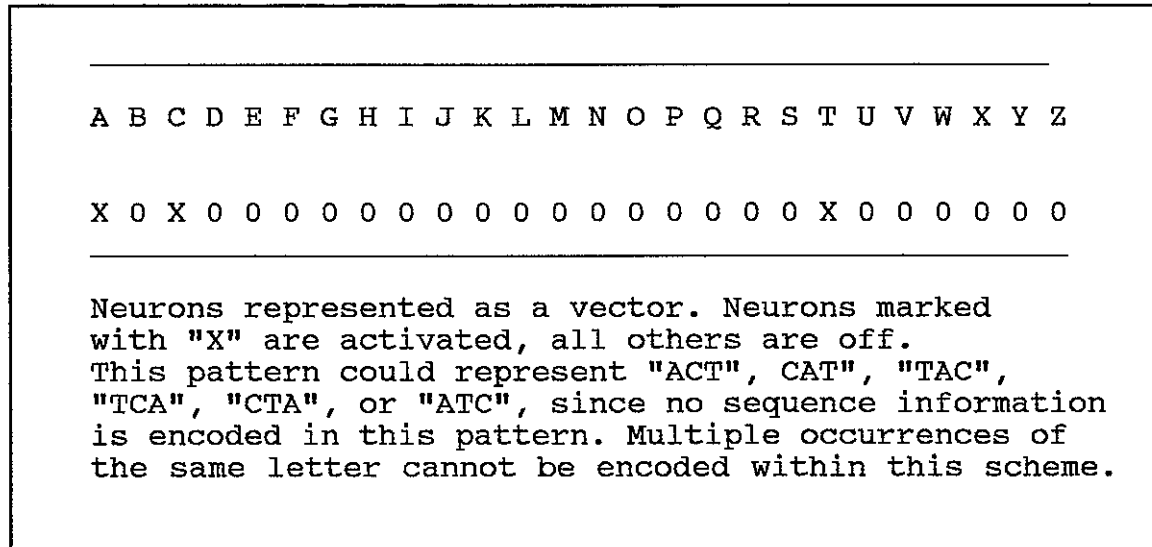 A B C D E F G H I J K L M N O P Q R S T U V W X Y Z
X 0 X 0 0 0 0 0 0 0 0 0 0 0 0 0 0 0 0 X 0 0 0 0 0 0
Neurons represented as a vector. Neurons marked
with "X" are activated, all others are off.
This pattern could represent "ACT", CAT", "TAC",
"TCA", "CTA", or "ATC", since no sequence information
is encoded in this pattern. Multiple occurrences of
the same letter cannot be encoded within this scheme.